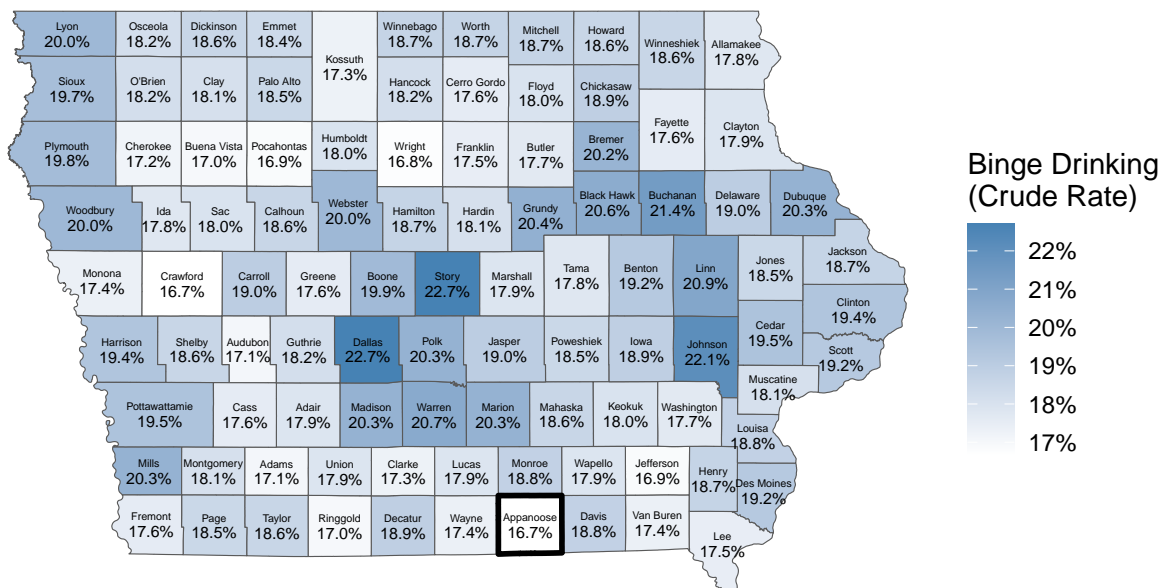 Lyon
20.0%
Osceola
18.2%
Dickinson
18.6%
Emmet
18.4%
Kossuth
17.3%
Winnebago
18.7%
Worth
18.7%
Mitchell
18.7%
Howard
18.6%
Winneshiek
18.6%
Allamakee
17.8%
Sioux
19.7%
O'Brien
18.2%
Clay
18.1%
Palo Alto
18.5%
Hancock
18.2%
Cerro Gordo
17.6%
Floyd
18.0%
Chickasaw
18.9%
Plymouth
19.8%
Cherokee
17.2%
Buena Vista
17.0%
Pocahontas
16.9%
Humboldt
18.0%
Wright
16.8%
Franklin
17.5%
Butler
17.7%
Bremer
20.2%
Fayette
17.6%
Clayton
17.9%
Woodbury
20.0%
Ida
17.8%
Sac
18.0%
Calhoun
18.6%
Webster
20.0%
Hamilton
18.7%
Hardin
18.1%
Grundy
20.4%
Black Hawk
20.6%
Buchanan
21.4%
Delaware
19.0%
Dubuque
20.3%
Monona
17.4%
Crawford
16.7%
Carroll
19.0%
Greene
17.6%
Boone
19.9%
Story
22.7%
Marshall
17.9%
Tama
17.8%
Benton
19.2%
Linn
20.9%
Jones
18.5%
Jackson
18.7%
Clinton
19.4%
Harrison
19.4%
Shelby
18.6%
Audubon
17.1%
Guthrie
18.2%
Dallas
22.7%
Polk
20.3%
Jasper
19.0%
Poweshiek
18.5%
Iowa
18.9%
Johnson
22.1%
Cedar
19.5%
Scott
19.2%
Muscatine
18.1%
Pottawattamie
19.5%
Cass
17.6%
Adair
17.9%
Madison
20.3%
Warren
20.7%
Marion
20.3%
Mahaska
18.6%
Keokuk
18.0%
Washington
17.7%
Louisa
18.8%
Mills
20.3%
Montgomery
18.1%
Adams
17.1%
Union
17.9%
Clarke
17.3%
Lucas
17.9%
Monroe
18.8%
Wapello
17.9%
Jefferson
16.9%
Henry
18.7%
Des Moines
19.2%
Fremont
17.6%
Page
18.5%
Taylor
18.6%
Ringgold
17.0%
Decatur
18.9%
Wayne
17.4%
Appanoose
16.7%
Davis
18.8%
Van Buren
17.4%
Lee
17.5%
Binge Drinking
(Crude Rate)
22%
21%
20%
19%
18%
17%